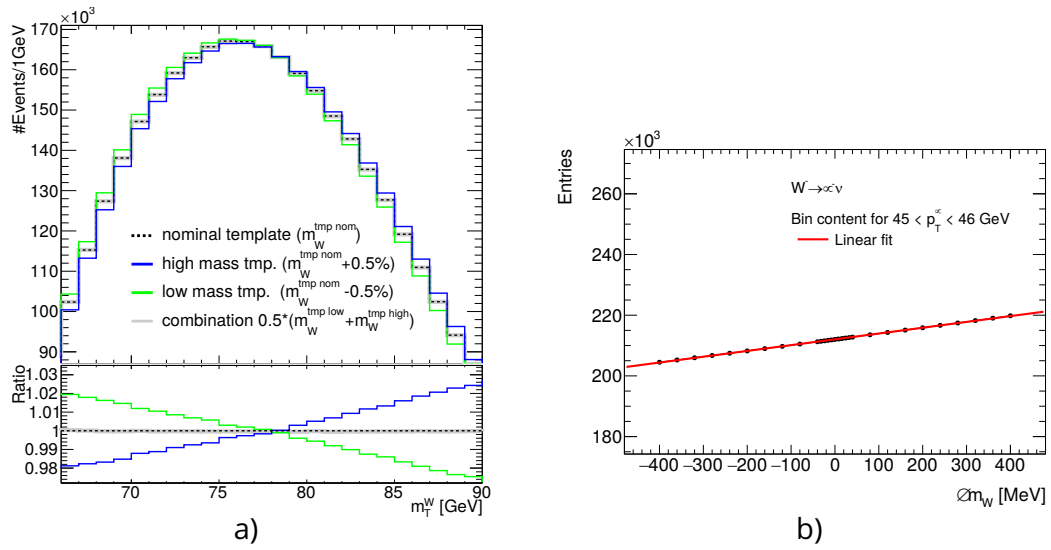 ×10³
170
160
150
140
130
120
110
100
90
#Events/1GeV
nominal template (m_W^tmp nom)
high mass tmp. (m_W^tmp nom+0.5%)
low mass tmp. (m_W^tmp nom-0.5%)
combination 0.5*(m_W^tmp low+m_W^tmp high)
1.03
1.02
1.01
1
0.99
0.98
Ratio
70 75 80 85 90
m_T^W [GeV]
a)
×10³
260
240
220
200
180
Entries
W⁻→∝⁻ν
Bin content for 45 < p_T^∝ < 46 GeV
Linear fit
−400 −300 −200 −100 0 100 200 300 400
∅m_W [MeV]
b)